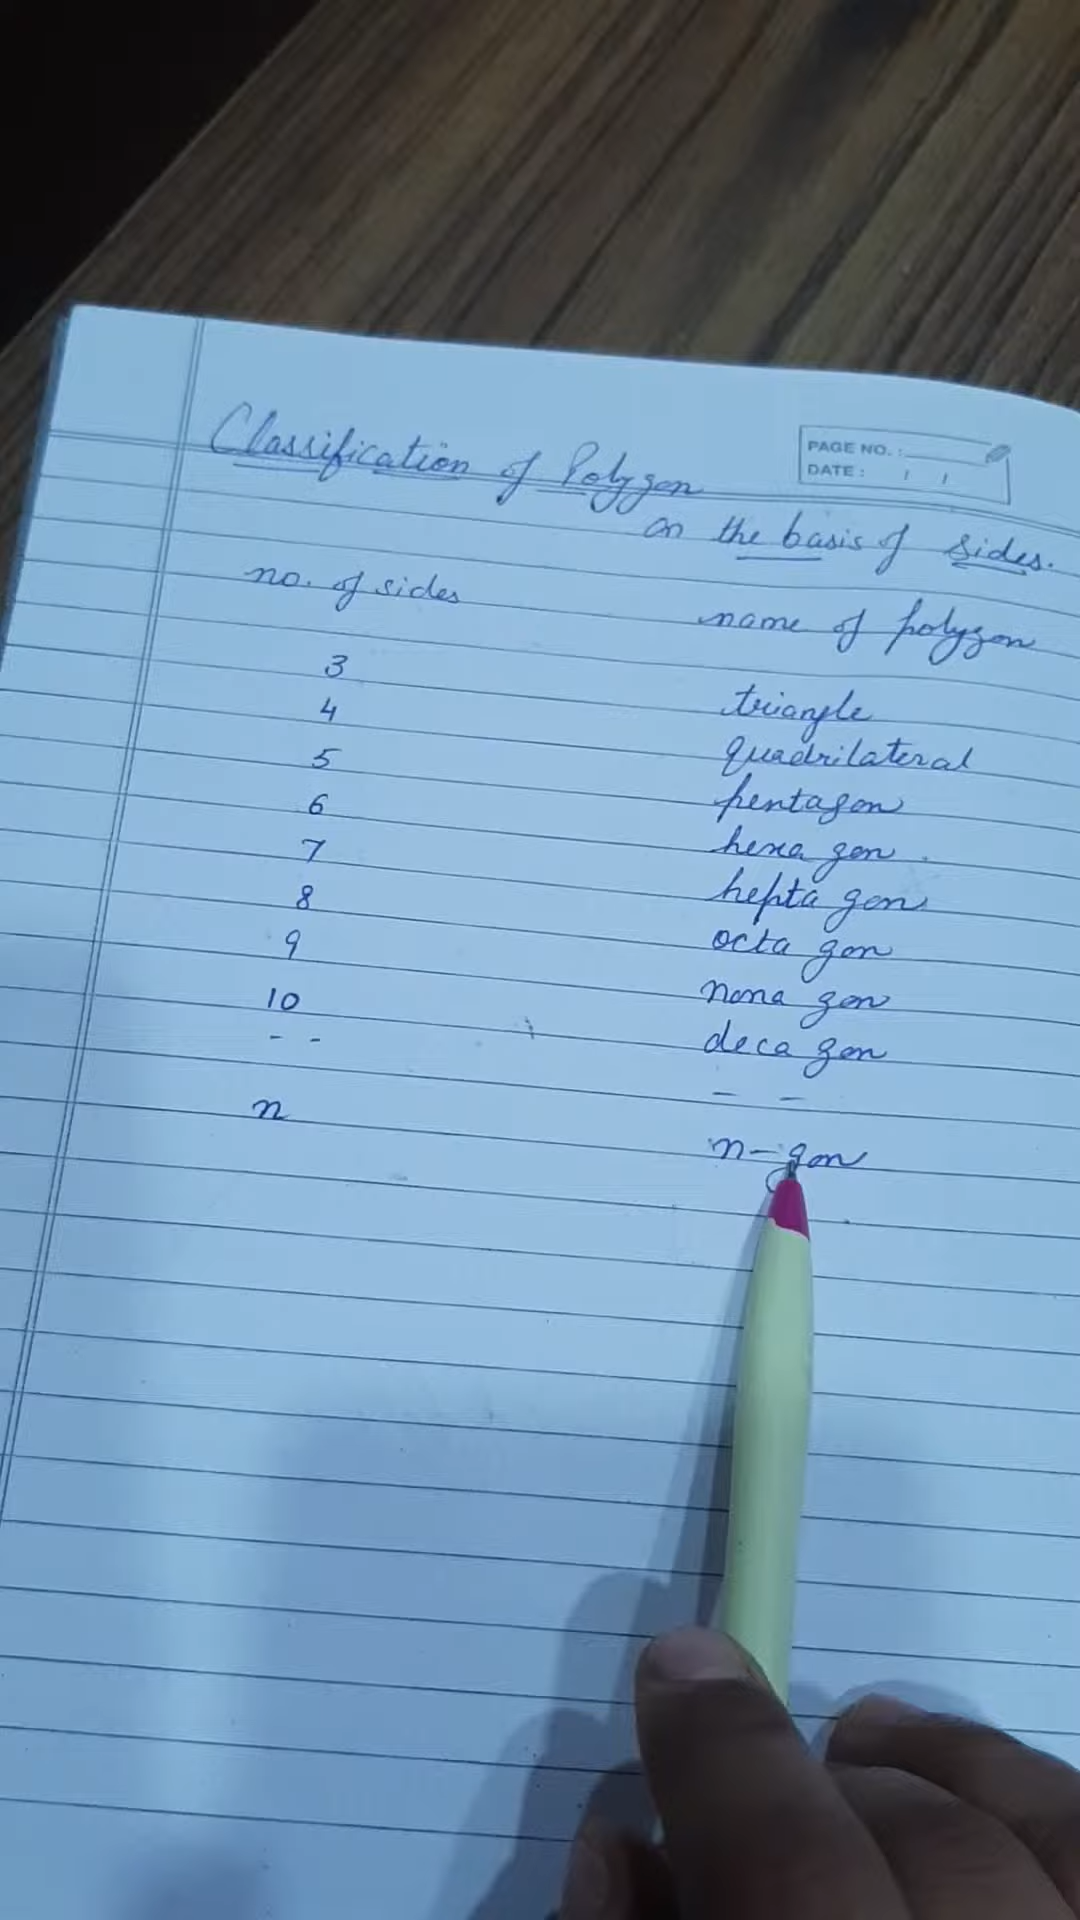 Classification of Polygon
on the basis of sides.
PAGE NO.:
DATE: / /
no. of sides name of polygon
3 triangle
4 quadrilateral
5 pentagon
6 hexa gon
7 hepta gon
8 octa gon
9 nona gon
10 deca gon
- - - -
n n-gon